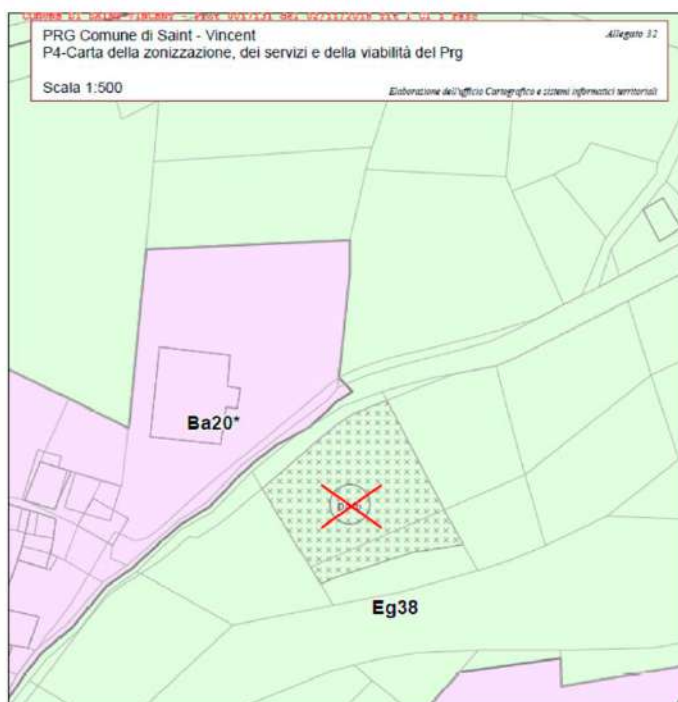 PRG Comune di Saint - Vincent
Allegato 32
P4-Carta della zonizzazione, dei servizi e della viabilità del Prg
Scala 1:500
Elaborazione dell'ufficio Cartografico e sistemi informatici territoriali
Ba20*
Eg38